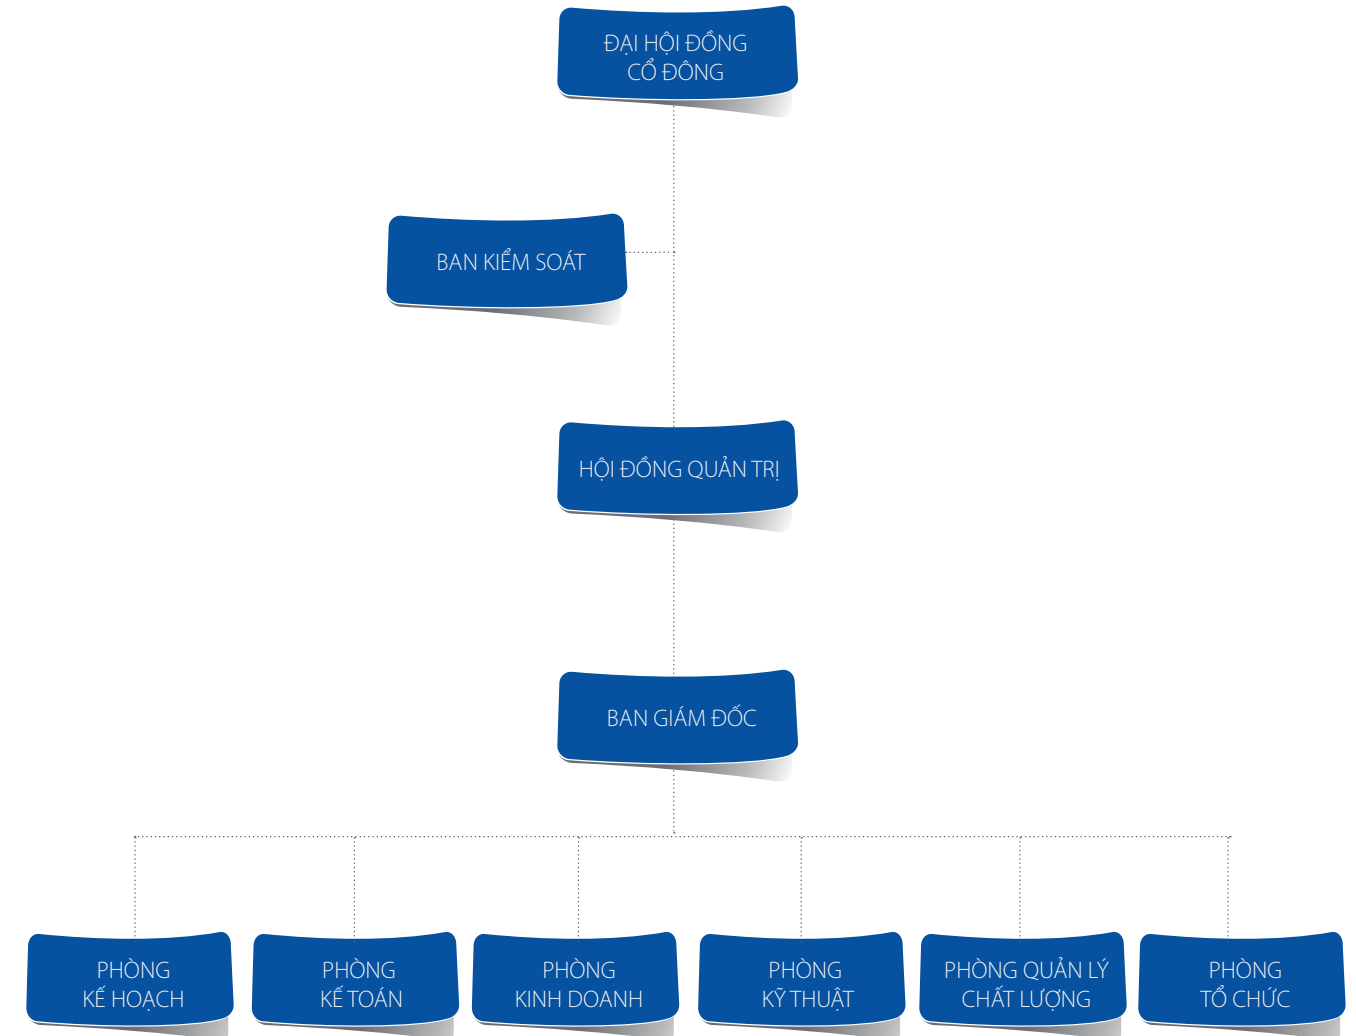 ĐẠI HỘI ĐỒNG
CỔ ĐÔNG
BAN KIỂM SOÁT
HỘI ĐỒNG QUẢN TRỊ
BAN GIÁM ĐỐC
PHÒNG
KẾ HOẠCH
PHÒNG
KẾ TOÁN
PHÒNG
KINH DOANH
PHÒNG
KỸ THUẬT
PHÒNG QUẢN LÝ
CHẤT LƯỢNG
PHÒNG
TỔ CHỨC